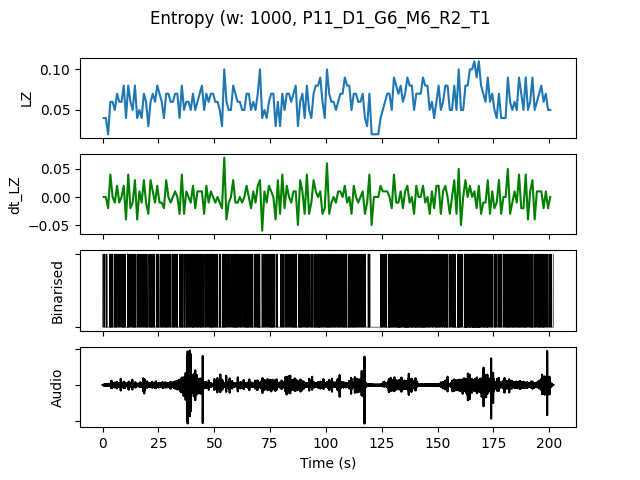 Entropy (w: 1000, P11_D1_G6_M6_R2_T1
0.10
0.05
LZ
0.05
0.00
−0.05
dt_LZ
Binarised
Audio
0 25 50 75 100 125 150 175 200
Time (s)